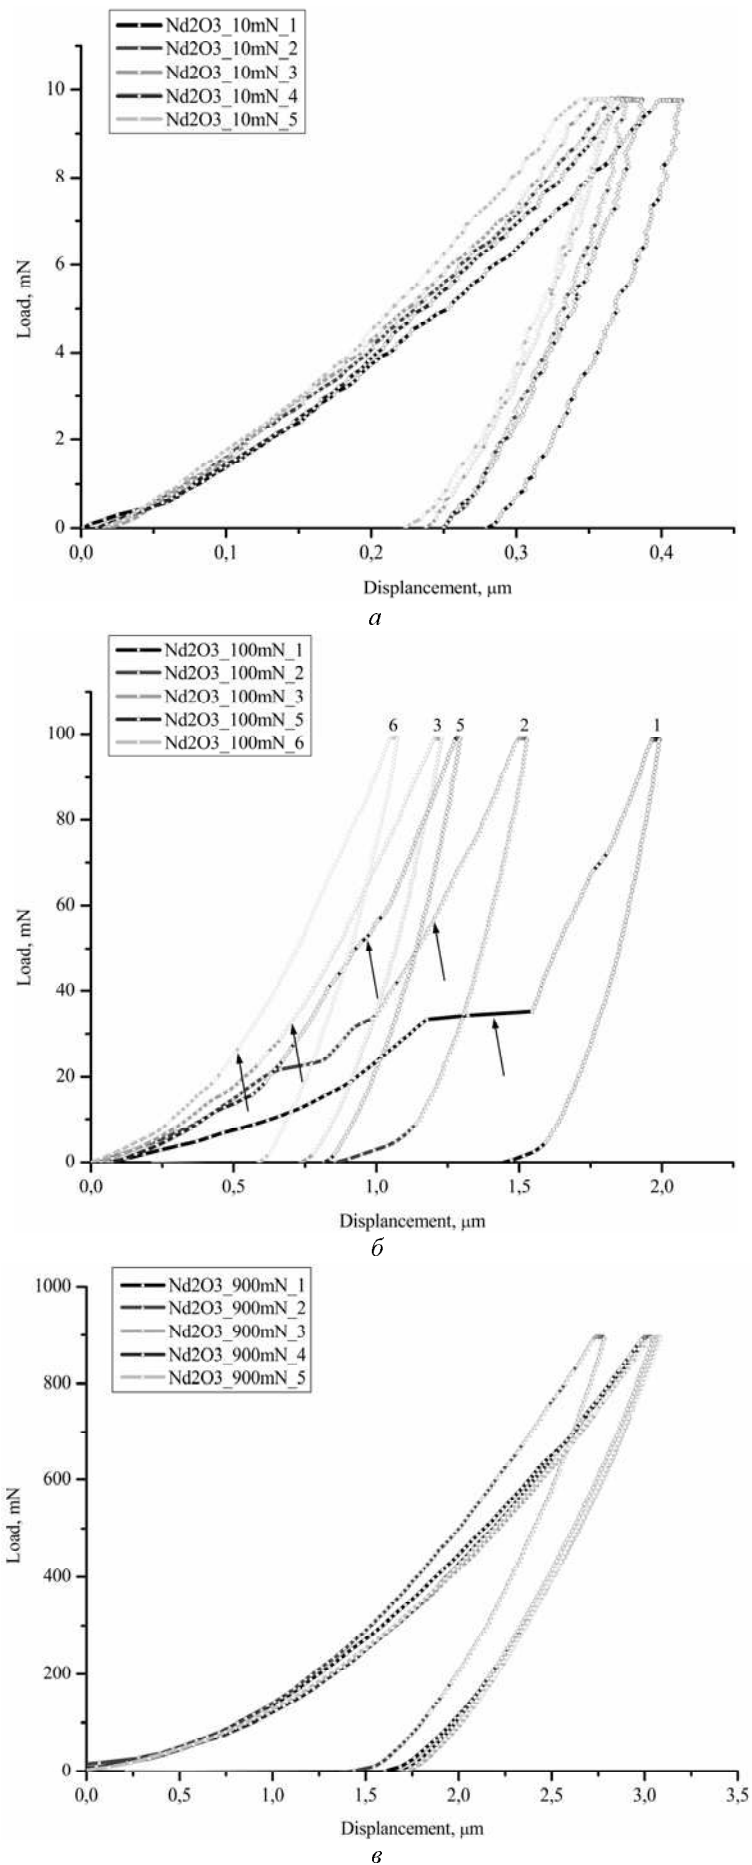 Nd2O3_10mN_1
Nd2O3_10mN_2
Nd2O3_10mN_3
Nd2O3_10mN_4
Nd2O3_10mN_5
10
8
6
4
2
0
Load, mN
0,0 0,1 0,2 0,3 0,4
Displancement, μm
а
Nd2O3_100mN_1
Nd2O3_100mN_2
Nd2O3_100mN_3
Nd2O3_100mN_5
Nd2O3_100mN_6
6 3 5 2 1
100
80
60
40
20
0
Load, mN
0,0 0,5 1,0 1,5 2,0
Displancement, μm
б
Nd2O3_900mN_1
Nd2O3_900mN_2
Nd2O3_900mN_3
Nd2O3_900mN_4
Nd2O3_900mN_5
1000
800
600
400
200
0
Load, mN
0,0 0,5 1,0 1,5 2,0 2,5 3,0 3,5
Displancement, μm
в